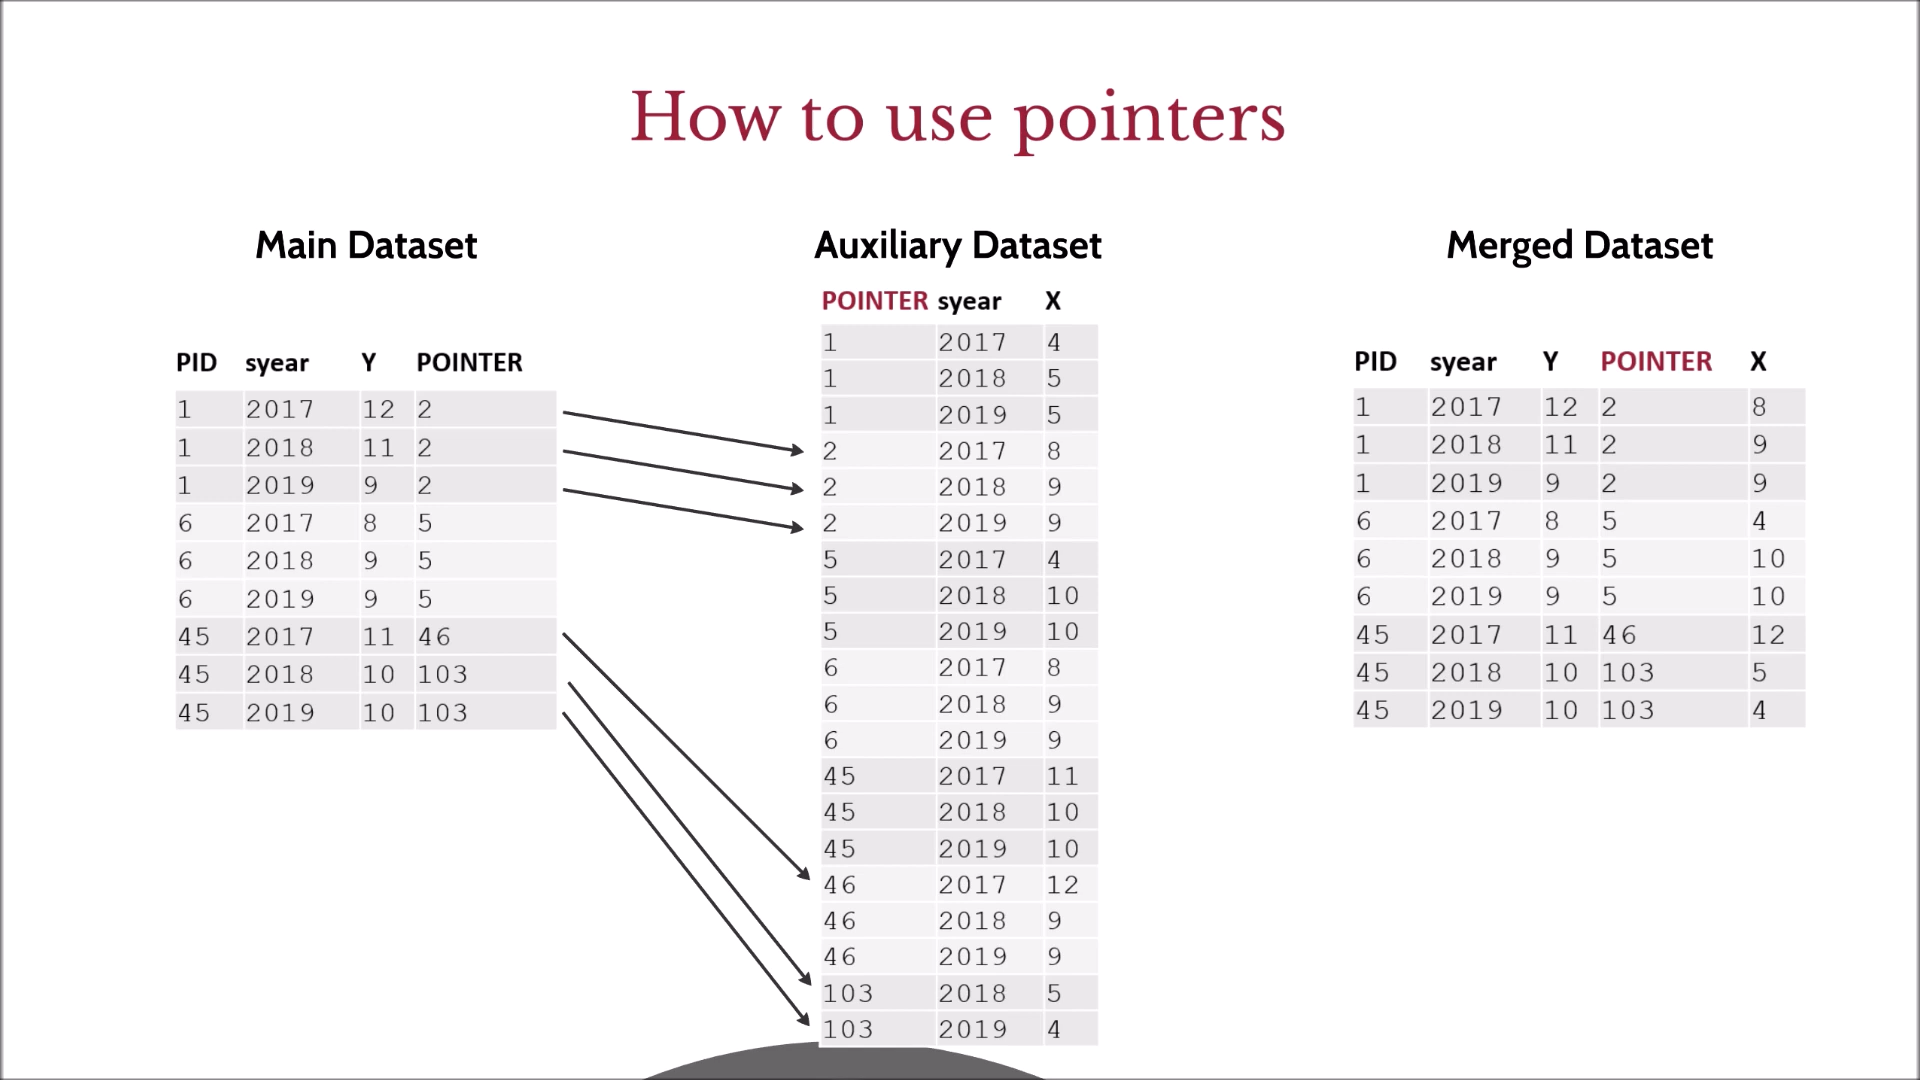 How to use pointers
Main Dataset
PID syear Y POINTER
1 2017 12 2
1 2018 11 2
1 2019 9 2
6 2017 8 5
6 2018 9 5
6 2019 9 5
45 2017 11 46
45 2018 10 103
45 2019 10 103
Auxiliary Dataset
POINTER syear X
1 2017 4
1 2018 5
1 2019 5
2 2017 8
2 2018 9
2 2019 9
5 2017 4
5 2018 10
5 2019 10
6 2017 8
6 2018 9
6 2019 9
45 2017 11
45 2018 10
45 2019 10
46 2017 12
46 2018 9
46 2019 9
103 2018 5
103 2019 4
Merged Dataset
PID syear Y POINTER X
1 2017 12 2 8
1 2018 11 2 9
1 2019 9 2 9
6 2017 8 5 4
6 2018 9 5 10
6 2019 9 5 10
45 2017 11 46 12
45 2018 10 103 5
45 2019 10 103 4